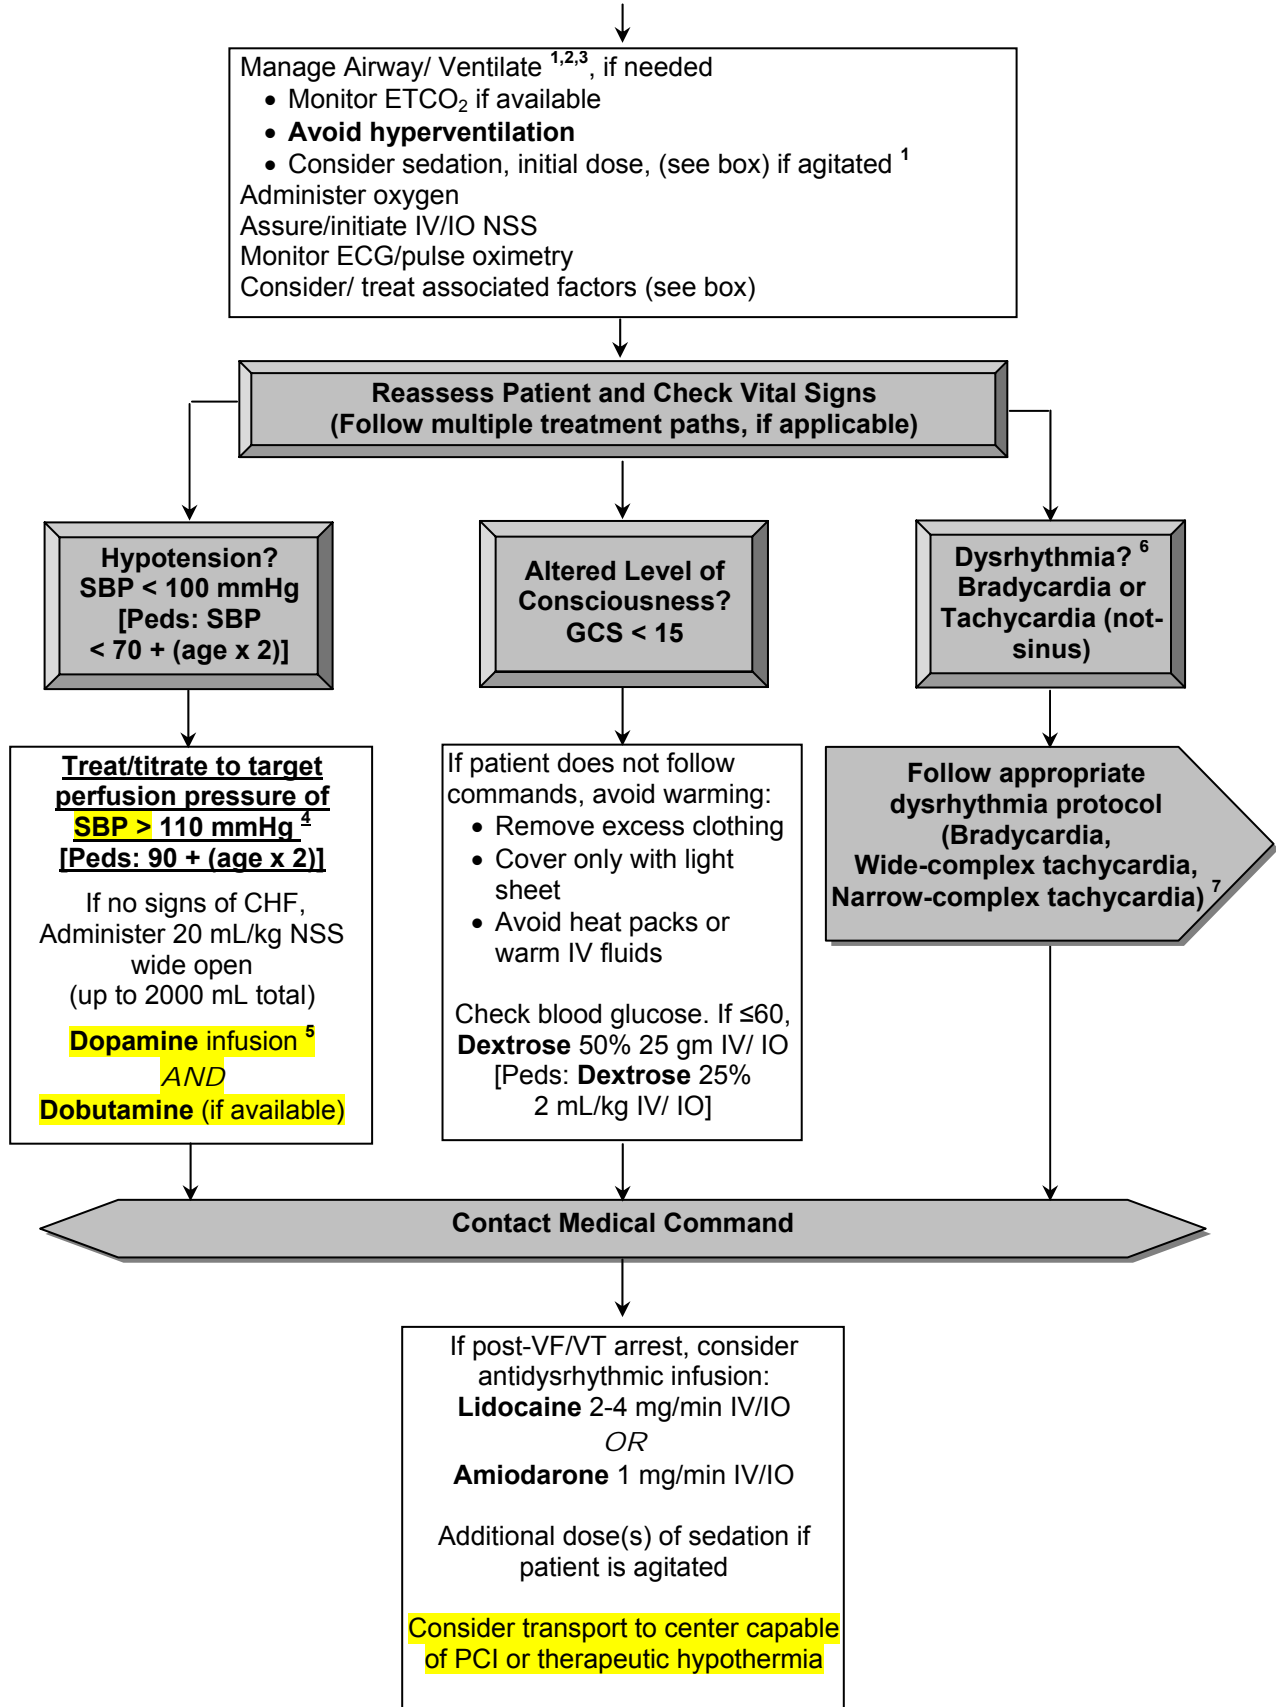 Manage Airway/ Ventilate 1,2,3, if needed
• Monitor ETCO2 if available
• Avoid hyperventilation
• Consider sedation, initial dose, (see box) if agitated 1
Administer oxygen
Assure/initiate IV/IO NSS
Monitor ECG/pulse oximetry
Consider/ treat associated factors (see box)
Reassess Patient and Check Vital Signs
(Follow multiple treatment paths, if applicable)
Hypotension?
SBP < 100 mmHg
[Peds: SBP
< 70 + (age x 2)]
Treat/titrate to target
perfusion pressure of
SBP > 110 mmHg 4
[Peds: 90 + (age x 2)]
If no signs of CHF,
Administer 20 mL/kg NSS
wide open
(up to 2000 mL total)
Dopamine infusion 5
AND
Dobutamine (if available)
Altered Level of
Consciousness?
GCS < 15
If patient does not follow
commands, avoid warming:
• Remove excess clothing
• Cover only with light
sheet
• Avoid heat packs or
warm IV fluids
Check blood glucose. If ≤60,
Dextrose 50% 25 gm IV/ IO
[Peds: Dextrose 25%
2 mL/kg IV/ IO]
Dysrhythmia? 6
Bradycardia or
Tachycardia (not-
sinus)
Follow appropriate
dysrhythmia protocol
(Bradycardia,
Wide-complex tachycardia,
Narrow-complex tachycardia) 7
Contact Medical Command
If post-VF/VT arrest, consider
antidysrhythmic infusion:
Lidocaine 2-4 mg/min IV/IO
OR
Amiodarone 1 mg/min IV/IO
Additional dose(s) of sedation if
patient is agitated
Consider transport to center capable
of PCI or therapeutic hypothermia